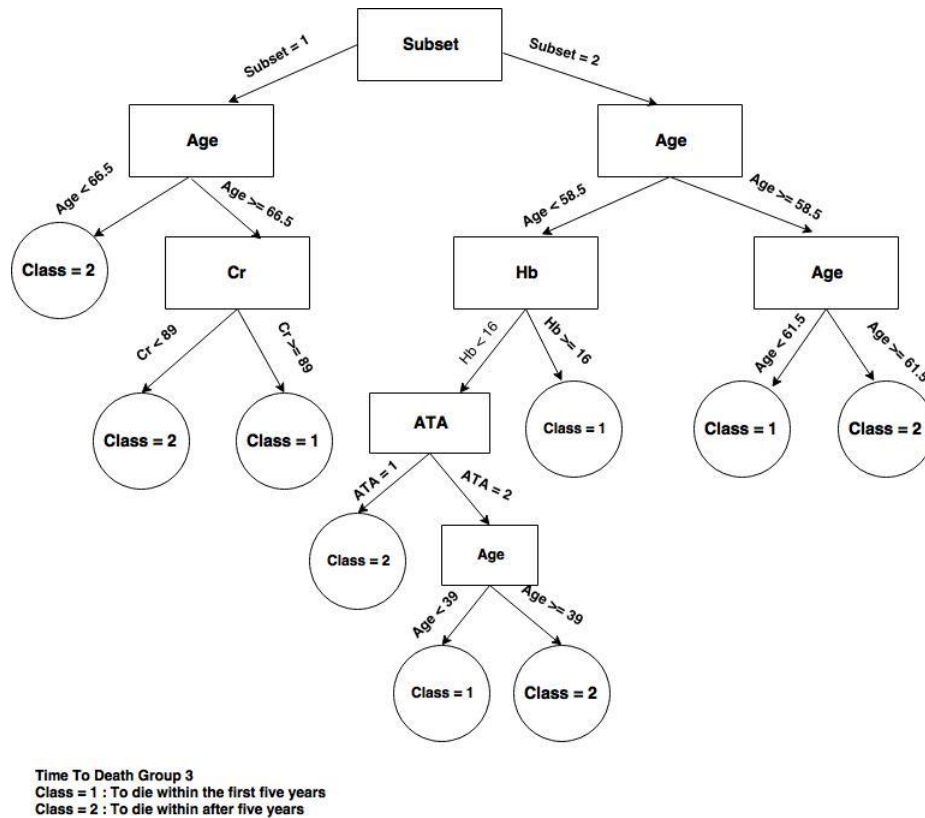 Subset
Subset = 1
Subset = 2
Age
Age
Age < 66.5
Age >= 66.5
Age < 58.5
Age >= 58.5
Class = 2
Cr
Hb
Age
Cr < 89
Cr >= 89
Hb < 16
Hb >= 16
Age < 61.5
Age >= 61.5
Class = 2
Class = 1
ATA
Class = 1
Class = 1
Class = 2
ATA = 1
ATA = 2
Class = 2
Age
Age < 39
Age >= 39
Class = 1
Class = 2
Time To Death Group 3
Class = 1 : To die within the first five years
Class = 2 : To die within after five years